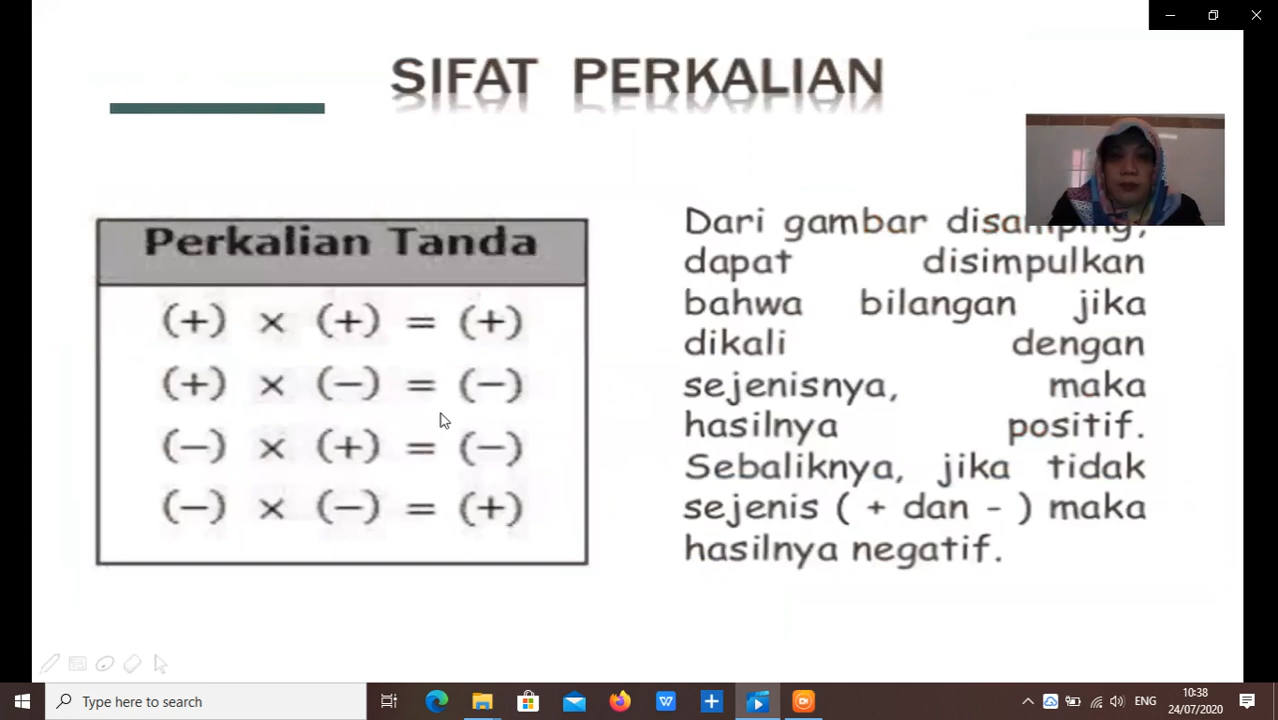 SIFAT PERKALIAN
Perkalian Tanda
(+) × (+) = (+)
(+) × (−) = (−)
(−) × (+) = (−)
(−) × (−) = (+)
Dari gambar disamping,
dapat disimpulkan
bahwa bilangan jika
dikali dengan
sejenisnya, maka
hasilnya positif.
Sebaliknya, jika tidak
sejenis ( + dan - ) maka
hasilnya negatif.
Type here to search
ENG
10:38
24/07/2020